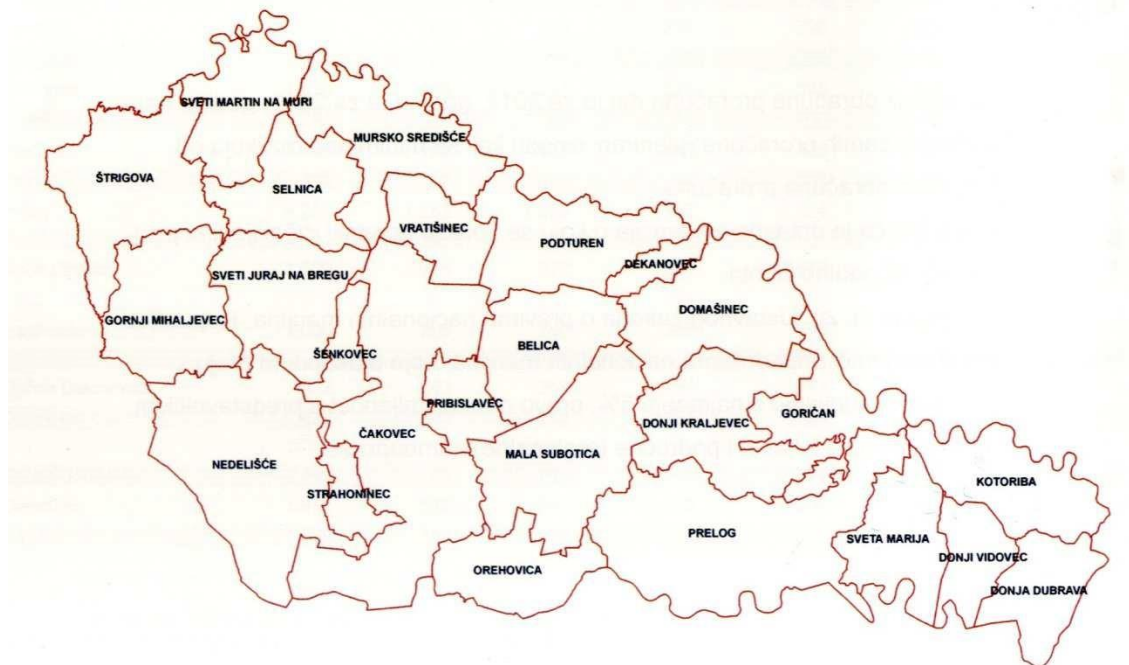 SVETI MARTIN NA MURI
MURSKO SREDIŠĆE
ŠTRIGOVA
SELNICA
VRATIŠINEC
PODTUREN
DEKANOVEC
SVETI JURAJ NA BREGU
DOMAŠINEC
GORNJI MIHALJEVEC
ŠENKOVEC
BELICA
PRIBISLAVEC
GORIČAN
DONJI KRALJEVEC
ČAKOVEC
MALA SUBOTICA
NEDELIŠĆE
KOTORIBA
STRAHONINEC
PRELOG
SVETA MARIJA
DONJI VIDOVEC
OREHOVICA
DONJA DUBRAVA